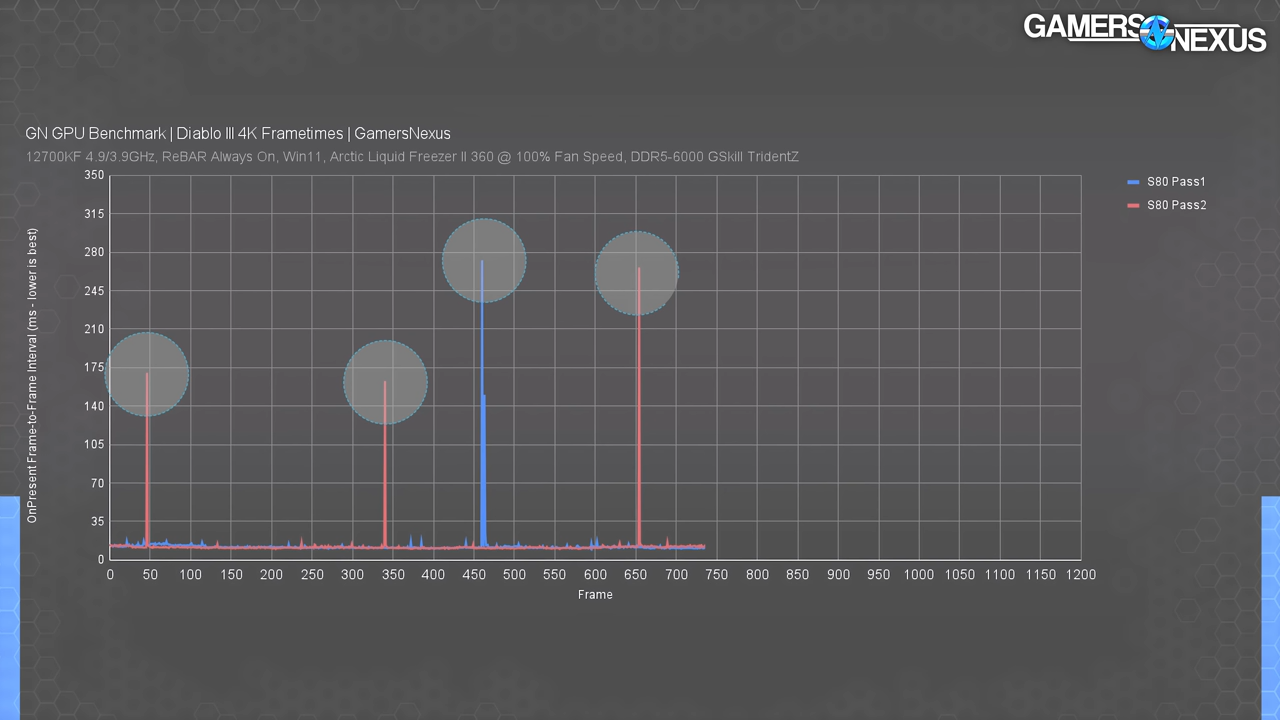 GAMERS NEXUS
GN GPU Benchmark | Diablo III 4K Frametimes | GamersNexus
12700KF 4.9/3.9GHz, ReBAR Always On, Win11, Arctic Liquid Freezer II 360 @ 100% Fan Speed, DDR5-6000 GSkill TridentZ
S80 Pass1
S80 Pass2
OnPresent Frame-to-Frame Interval (ms - lower is best)
350
315
280
245
210
175
140
105
70
35
0
0 50 100 150 200 250 300 350 400 450 500 550 600 650 700 750 800 850 900 950 1000 1050 1100 1150 1200
Frame